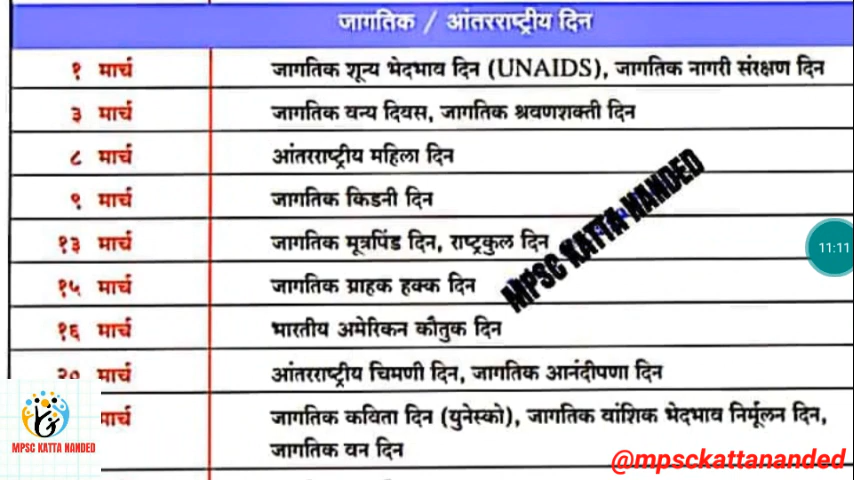 जागतिक / आंतरराष्ट्रीय दिन
१ मार्च जागतिक शून्य भेदभाव दिन (UNAIDS), जागतिक नागरी संरक्षण दिन
३ मार्च जागतिक वन्य दिवस, जागतिक श्रवणशक्ती दिन
८ मार्च आंतरराष्ट्रीय महिला दिन
९ मार्च जागतिक किडनी दिन
१३ मार्च जागतिक मूत्रपिंड दिन, राष्ट्रकुल दिन
१५ मार्च जागतिक ग्राहक हक्क दिन
१६ मार्च भारतीय अमेरिकन कौतुक दिन
२० मार्च आंतरराष्ट्रीय चिमणी दिन, जागतिक आनंदीपणा दिन
मार्च जागतिक कविता दिन (युनेस्को), जागतिक वांशिक भेदभाव निर्मूलन दिन,
जागतिक वन दिन
MPSC KATTA NANDED
11:11
MPSC KATTA NANDED
@mpsckattananded